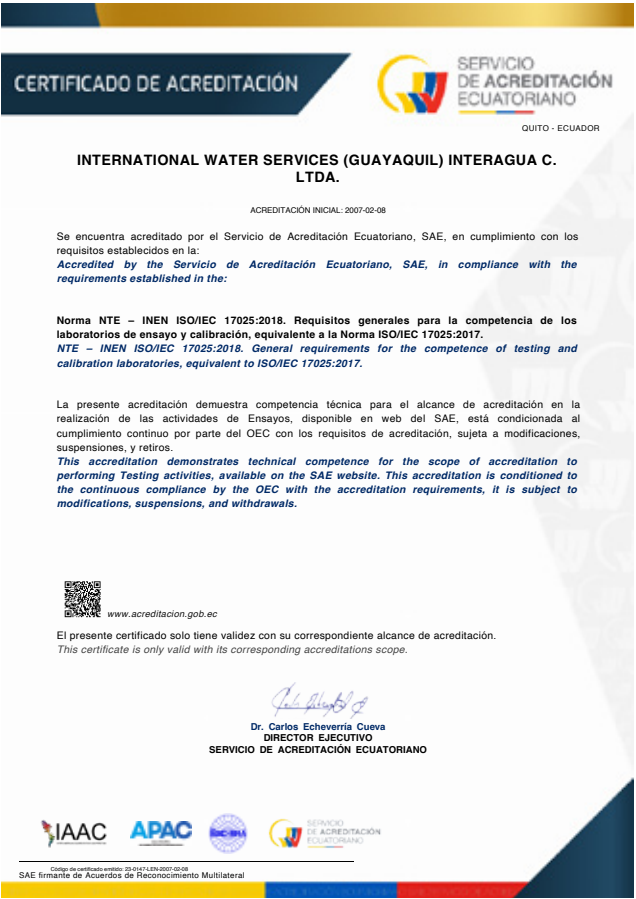 CERTIFICADO DE ACREDITACIÓN
SERVICIO
DE ACREDITACIÓN
ECUATORIANO
QUITO - ECUADOR
INTERNATIONAL WATER SERVICES (GUAYAQUIL) INTERAGUA C.
LTDA.
ACREDITACIÓN INICIAL: 2007-02-08
Se encuentra acreditado por el Servicio de Acreditación Ecuatoriano, SAE, en cumplimiento con los
requisitos establecidos en la:
Accredited by the Servicio de Acreditación Ecuatoriano, SAE, in compliance with the
requirements established in the:
Norma NTE – INEN ISO/IEC 17025:2018. Requisitos generales para la competencia de los
laboratorios de ensayo y calibración, equivalente a la Norma ISO/IEC 17025:2017.
NTE – INEN ISO/IEC 17025:2018. General requirements for the competence of testing and
calibration laboratories, equivalent to ISO/IEC 17025:2017.
La presente acreditación demuestra competencia técnica para el alcance de acreditación en la
realización de las actividades de Ensayos, disponible en web del SAE, está condicionada al
cumplimiento continuo por parte del OEC con los requisitos de acreditación, sujeta a modificaciones,
suspensiones, y retiros.
This accreditation demonstrates technical competence for the scope of accreditation to
performing Testing activities, available on the SAE website. This accreditation is conditioned to
the continuous compliance by the OEC with the accreditation requirements, it is subject to
modifications, suspensions, and withdrawals.
www.acreditacion.gob.ec
El presente certificado solo tiene validez con su correspondiente alcance de acreditación.
This certificate is only valid with its corresponding accreditations scope.
Dr. Carlos Echeverría Cueva
DIRECTOR EJECUTIVO
SERVICIO DE ACREDITACIÓN ECUATORIANO
IAAC
APAC
ilac-MRA
SERVICIO
DE ACREDITACIÓN
ECUATORIANO
Código de certificado emitido: 23-0147-LEN-2007-02-08
SAE firmante de Acuerdos de Reconocimiento Multilateral